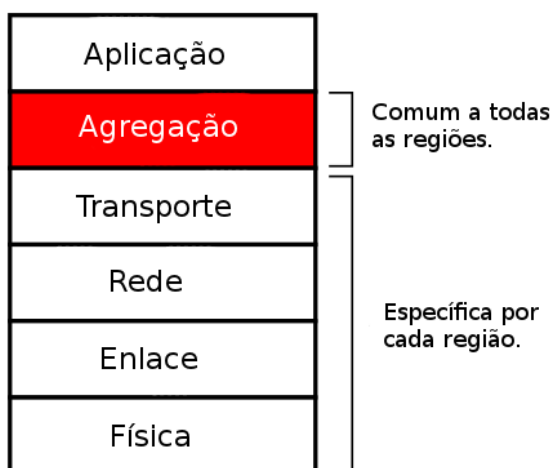 Aplicação
Agregação
Comum a todas
as regiões.
Transporte
Rede
Enlace
Física
Específica por
cada região.